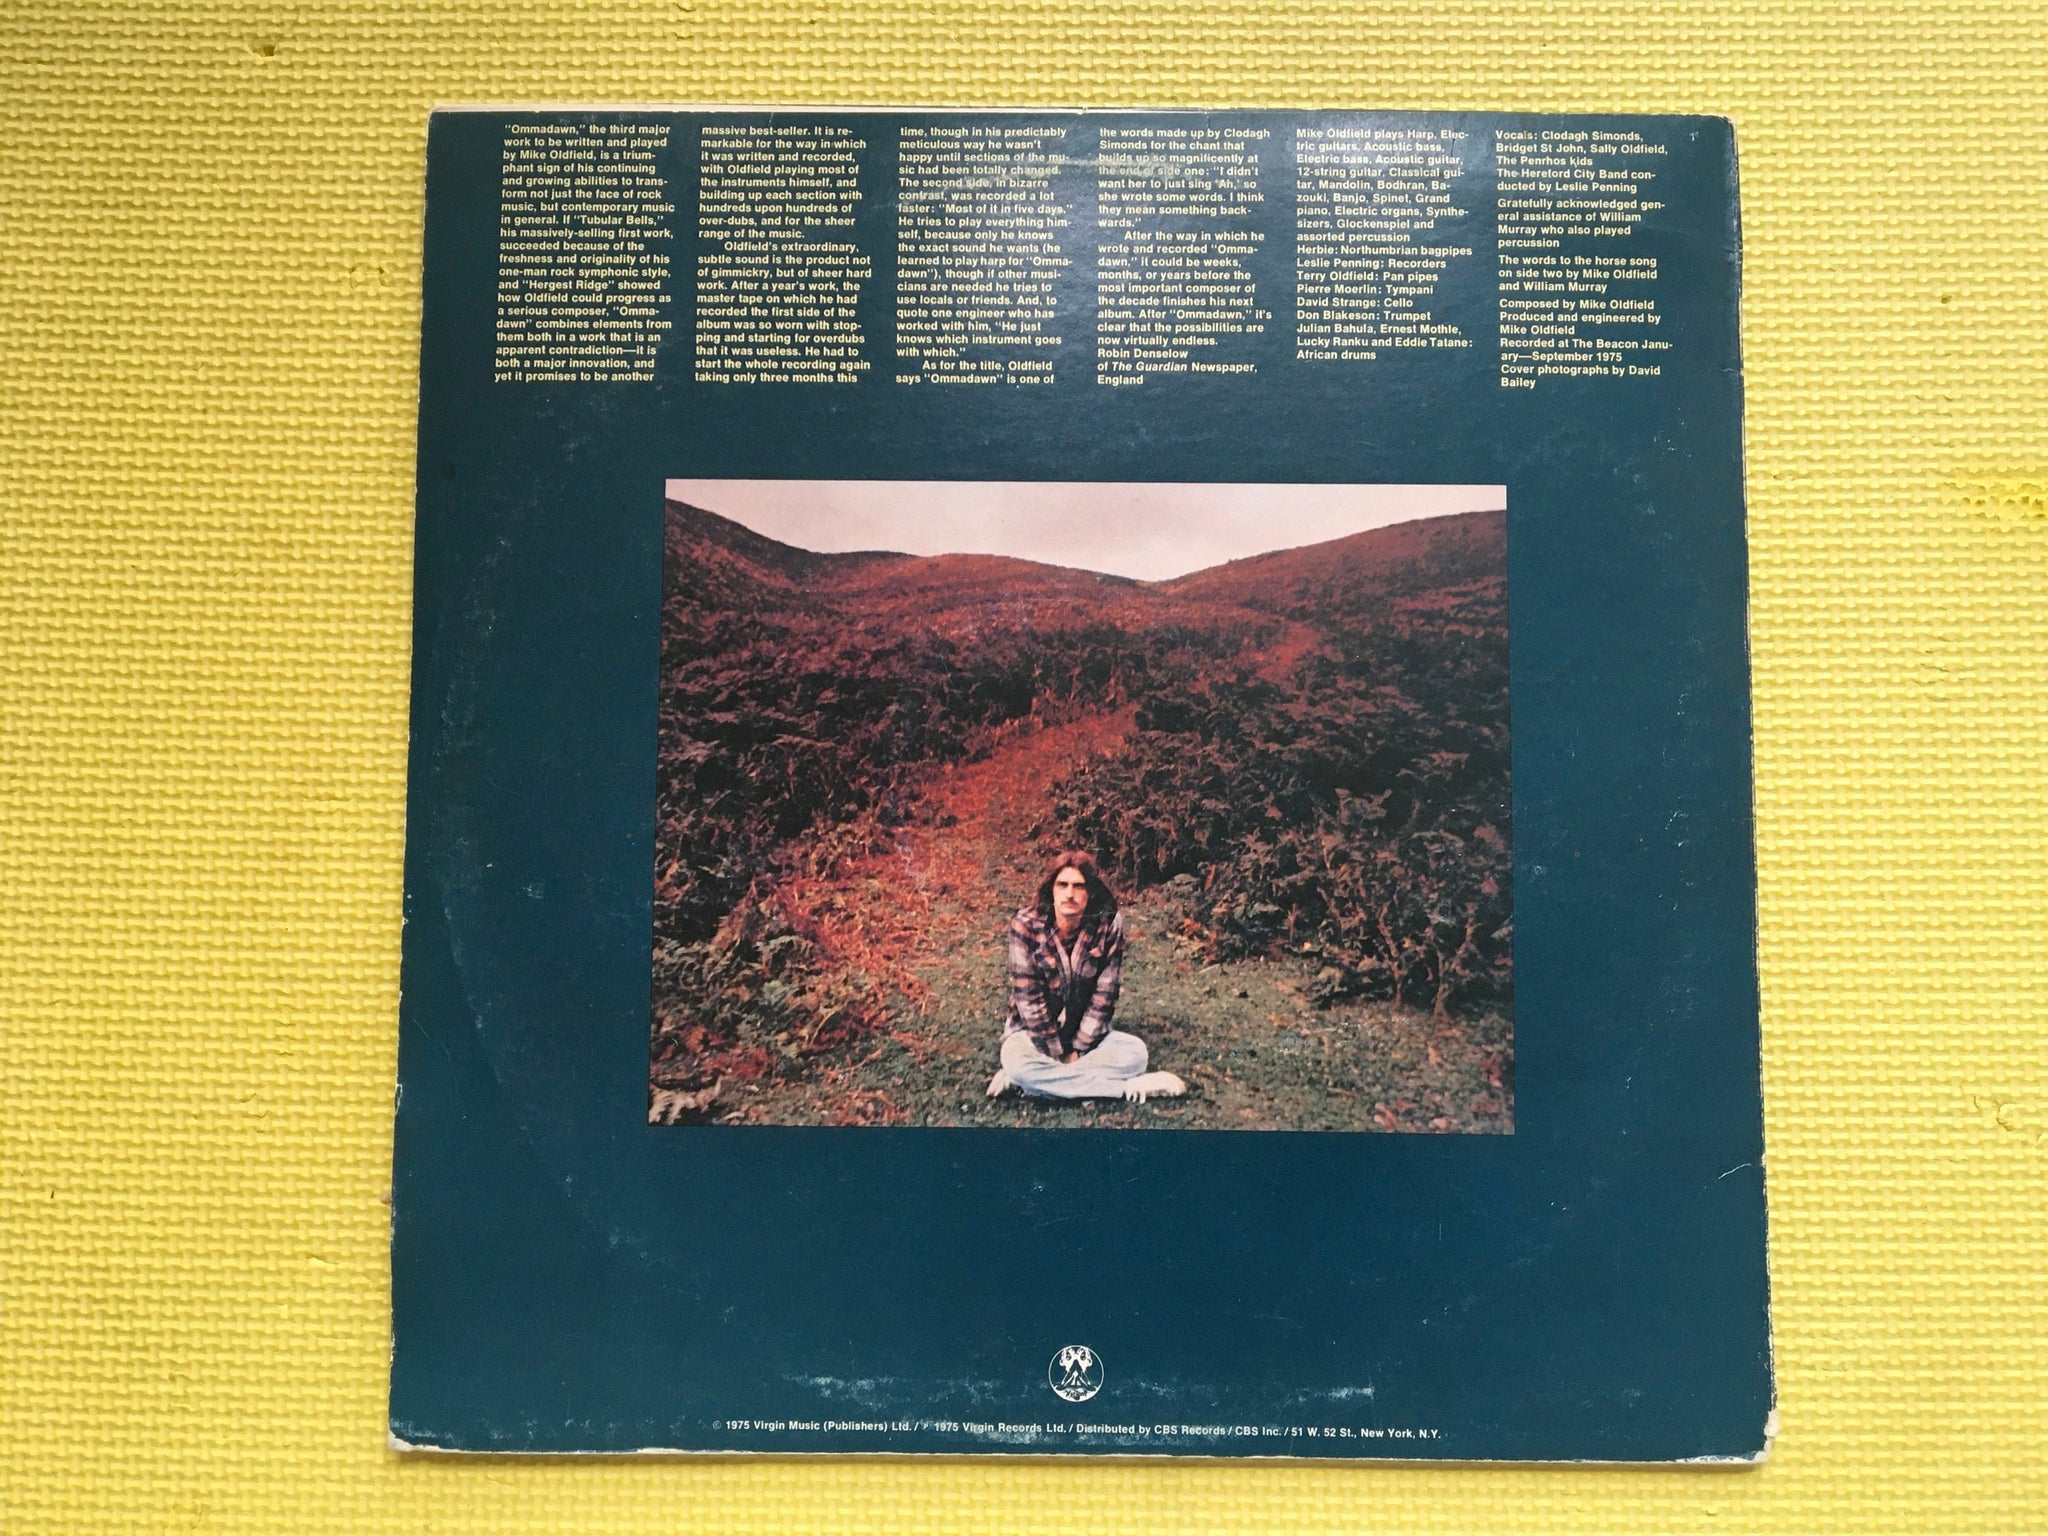 "Ommadawn," the third major
work to be written and played
by Mike Oldfield, is a trium-
phant sign of his continuing
and growing abilities to trans-
form not just the face of rock
music, but contemporary music
in general. If "Tubular Bells,"
his massively-selling first work,
succeeded because of the
freshness and originality of his
one-man rock symphonic style,
and "Hergest Ridge" showed
how Oldfield could progress as
a serious composer, "Omma-
dawn" combines elements from
them both in a work that is an
apparent contradiction—it is
both a major innovation, and
yet it promises to be another
massive best-seller. It is re-
markable for the way in which
it was written and recorded,
with Oldfield playing most of
the instruments himself, and
building up each section with
hundreds upon hundreds of
over-dubs, and for the sheer
range of the music.
Oldfield's extraordinary,
subtle sound is the product not
of gimmickry, but of sheer hard
work. After a year's work, the
master tape on which he had
recorded the first side of the
album was so worn with stop-
ping and starting for overdubs
that it was useless. He had to
start the whole recording again
taking only three months this
time, though in his predictably
meticulous way he wasn't
happy until sections of the mu-
sic had been totally changed.
The second side, in bizarre
contrast, was recorded a lot
faster: "Most of it in five days."
He tries to play everything him-
self, because only he knows
the exact sound he wants (he
learned to play harp for "Omma-
dawn"), though if other musi-
cians are needed he tries to
use locals or friends. And, to
quote one engineer who has
worked with him, "He just
knows which instrument goes
with which."
As for the title, Oldfield
says "Ommadawn" is one of
the words made up by Clodagh
Simonds for the chant that
builds up so magnificently at
the end of side one: "I didn't
want her to just sing 'Ah,' so
she wrote some words. I think
they mean something back-
wards."
After the way in which he
wrote and recorded "Omma-
dawn," it could be weeks,
months, or years before the
most important composer of
the decade finishes his next
album. After "Ommadawn," it's
clear that the possibilities are
now virtually endless.
Robin Denselow
of The Guardian Newspaper,
England
Mike Oldfield plays Harp, Elec-
tric guitars, Acoustic bass,
Electric bass, Acoustic guitar,
12-string guitar, Classical gui-
tar, Mandolin, Bodhran, Ba-
zouki, Banjo, Spinet, Grand
piano, Electric organs, Synthe-
sizers, Glockenspiel and
assorted percussion
Herbie: Northumbrian bagpipes
Leslie Penning: Recorders
Terry Oldfield: Pan pipes
Pierre Moerlin: Tympani
David Strange: Cello
Don Blakeson: Trumpet
Julian Bahula, Ernest Mothle,
Lucky Ranku and Eddie Tatane:
African drums
Vocals: Clodagh Simonds,
Bridget St John, Sally Oldfield,
The Penrhos kids
The Hereford City Band con-
ducted by Leslie Penning
Gratefully acknowledged gen-
eral assistance of William
Murray who also played
percussion
The words to the horse song
on side two by Mike Oldfield
and William Murray
Composed by Mike Oldfield
Produced and engineered by
Mike Oldfield
Recorded at The Beacon Janu-
ary—September 1975
Cover photographs by David
Bailey
© 1975 Virgin Music (Publishers) Ltd. / ℗ 1975 Virgin Records Ltd. / Distributed by CBS Records / CBS Inc. / 51 W. 52 St., New York, N.Y.